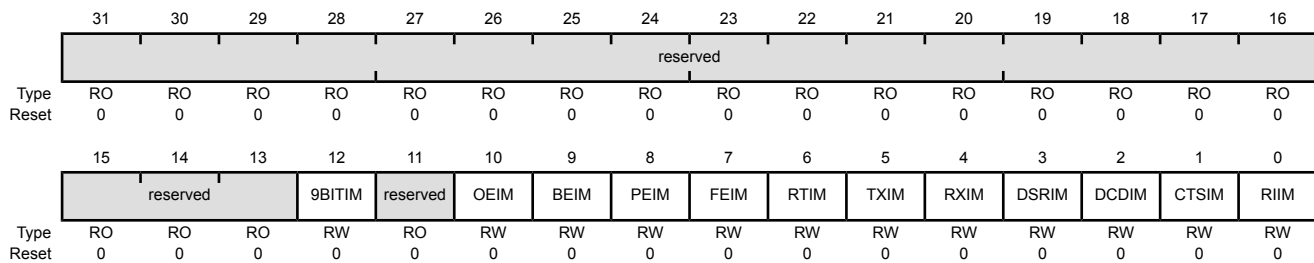 31 30 29 28 27 26 25 24 23 22 21 20 19 18 17 16
reserved
Type RO RO RO RO RO RO RO RO RO RO RO RO RO RO RO RO
Reset 0 0 0 0 0 0 0 0 0 0 0 0 0 0 0 0
15 14 13 12 11 10 9 8 7 6 5 4 3 2 1 0
reserved 9BITIM reserved OEIM BEIM PEIM FEIM RTIM TXIM RXIM DSRIM DCDIM CTSIM RIIM
Type RO RO RO RW RO RW RW RW RW RW RW RW RW RW RW RW
Reset 0 0 0 0 0 0 0 0 0 0 0 0 0 0 0 0